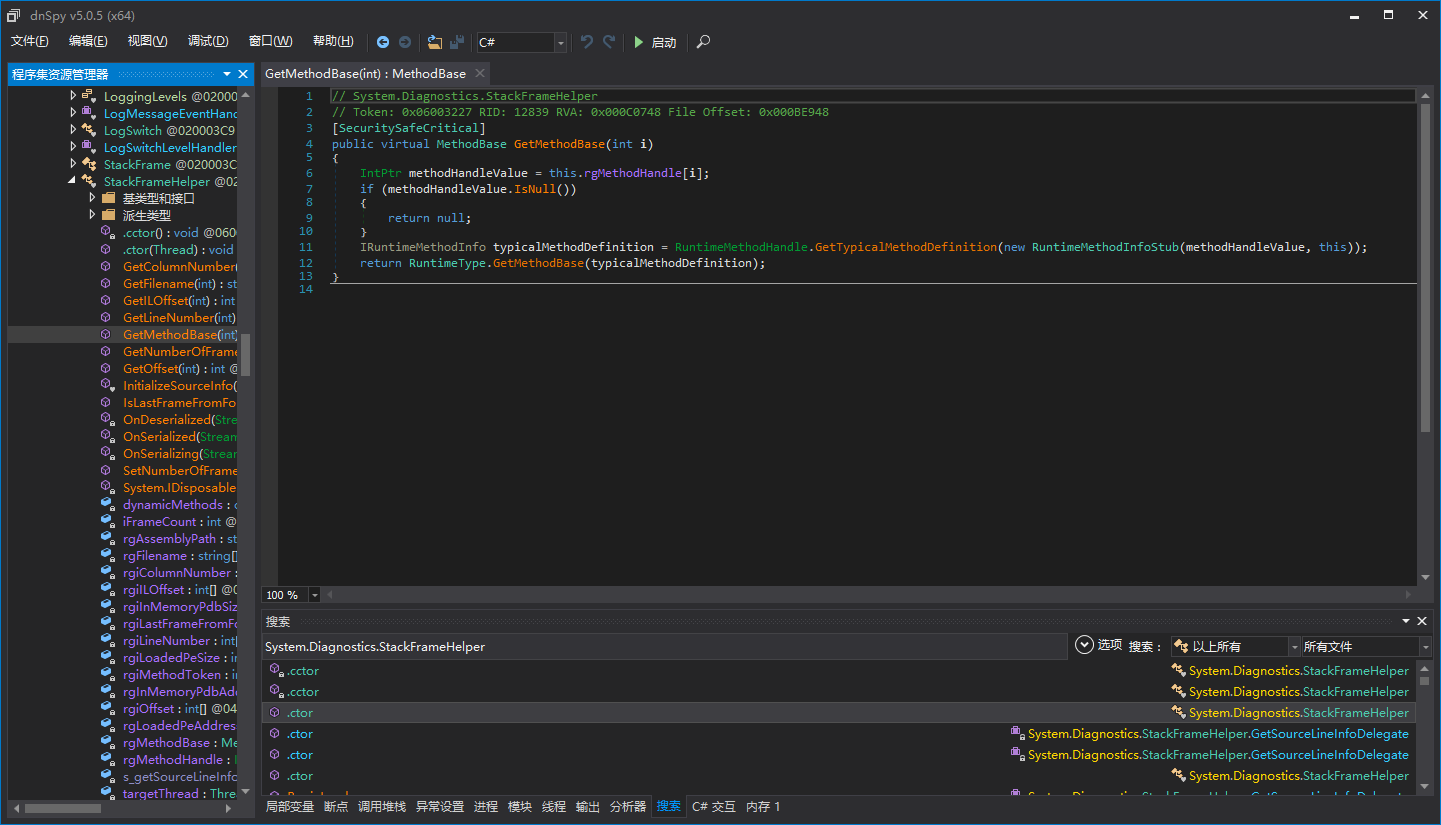 dnSpy v5.0.5 (x64)
文件(F) 编辑(E) 视图(V) 调试(D) 窗口(W) 帮助(H) C# 启动
程序集资源管理器
LoggingLevels @02000
LogMessageEventHand
LogSwitch @020003C9
LogSwitchLevelHandler
StackFrame @020003C
StackFrameHelper @02
基类型和接口
派生类型
.cctor() : void @060
.ctor(Thread) : void
GetColumnNumber(
GetFilename(int) : st
GetILOffset(int) : int
GetLineNumber(int)
GetMethodBase(int)
GetNumberOfFrame
GetOffset(int) : int @
InitializeSourceInfo(
IsLastFrameFromFo
OnDeserialized(Stre
OnSerialized(Stream
OnSerializing(Stream
SetNumberOfFrame
System.IDisposable
dynamicMethods :
iFrameCount : int @
rgAssemblyPath : st
rgFilename : string[]
rgiColumnNumber :
rgiILOffset : int[] @0
rgiInMemoryPdbSiz
rgiLastFrameFromFo
rgiLineNumber : int[
rgiLoadedPeSize : in
rgiMethodToken : in
rgInMemoryPdbAdd
rgiOffset : int[] @04
rgLoadedPeAddres
rgMethodBase : Me
rgMethodHandle :
s_getSourceLineInfo
targetThread : Threa
GetMethodBase(int) : MethodBase
1 // System.Diagnostics.StackFrameHelper
2 // Token: 0x06003227 RID: 12839 RVA: 0x000C0748 File Offset: 0x000BE948
3 [SecuritySafeCritical]
4 public virtual MethodBase GetMethodBase(int i)
5 {
6 IntPtr methodHandleValue = this.rgMethodHandle[i];
7 if (methodHandleValue.IsNull())
8 {
9 return null;
10 }
11 IRuntimeMethodInfo typicalMethodDefinition = RuntimeMethodHandle.GetTypicalMethodDefinition(new RuntimeMethodInfoStub(methodHandleValue, this));
12 return RuntimeType.GetMethodBase(typicalMethodDefinition);
13 }
14
100 %
搜索
System.Diagnostics.StackFrameHelper 选项 搜索： 以上所有 所有文件
.cctor System.Diagnostics.StackFrameHelper
.cctor System.Diagnostics.StackFrameHelper
.ctor System.Diagnostics.StackFrameHelper
.ctor System.Diagnostics.StackFrameHelper.GetSourceLineInfoDelegate
.ctor System.Diagnostics.StackFrameHelper.GetSourceLineInfoDelegate
.ctor System.Diagnostics.StackFrameHelper
局部变量 断点 调用堆栈 异常设置 进程 模块 线程 输出 分析器 搜索 C# 交互 内存 1